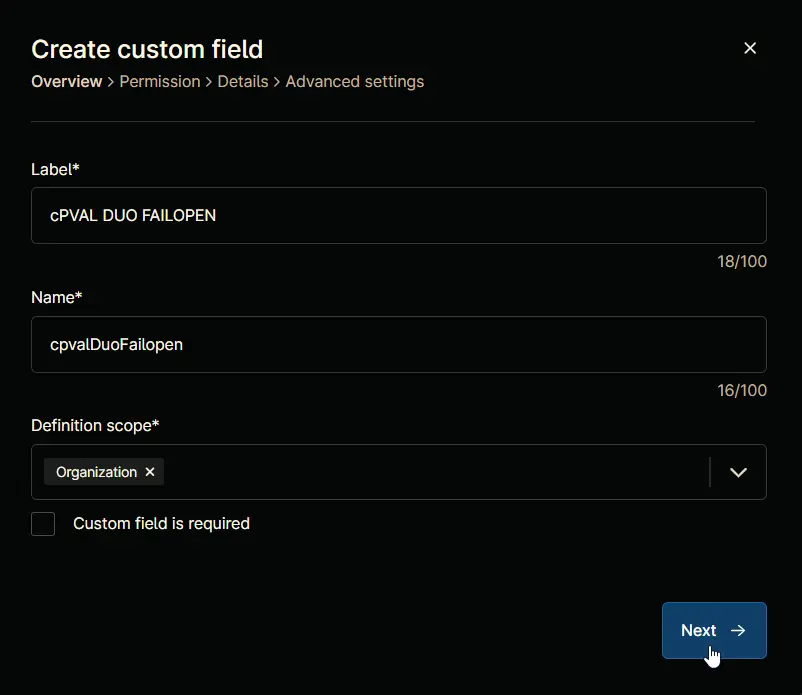 Create custom field
Overview > Permission > Details > Advanced settings
Label*
cPVAL DUO FAILOPEN
18/100
Name*
cpvalDuoFailopen
16/100
Definition scope*
Organization
Custom field is required
Next